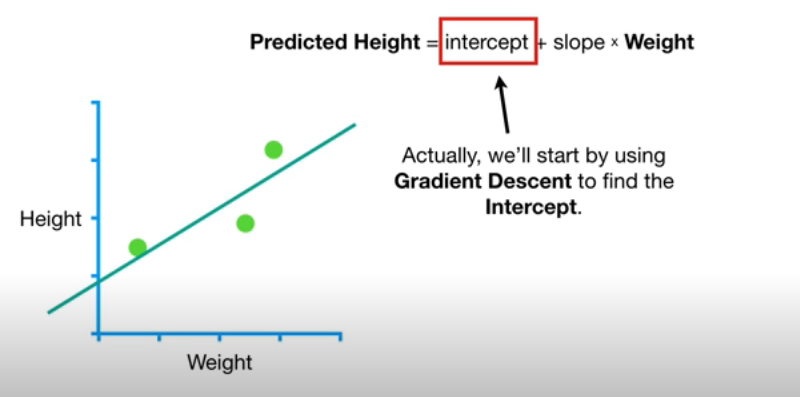 Predicted Height = intercept + slope × Weight
Actually, we'll start by using
Gradient Descent to find the
Intercept.
Height
Weight